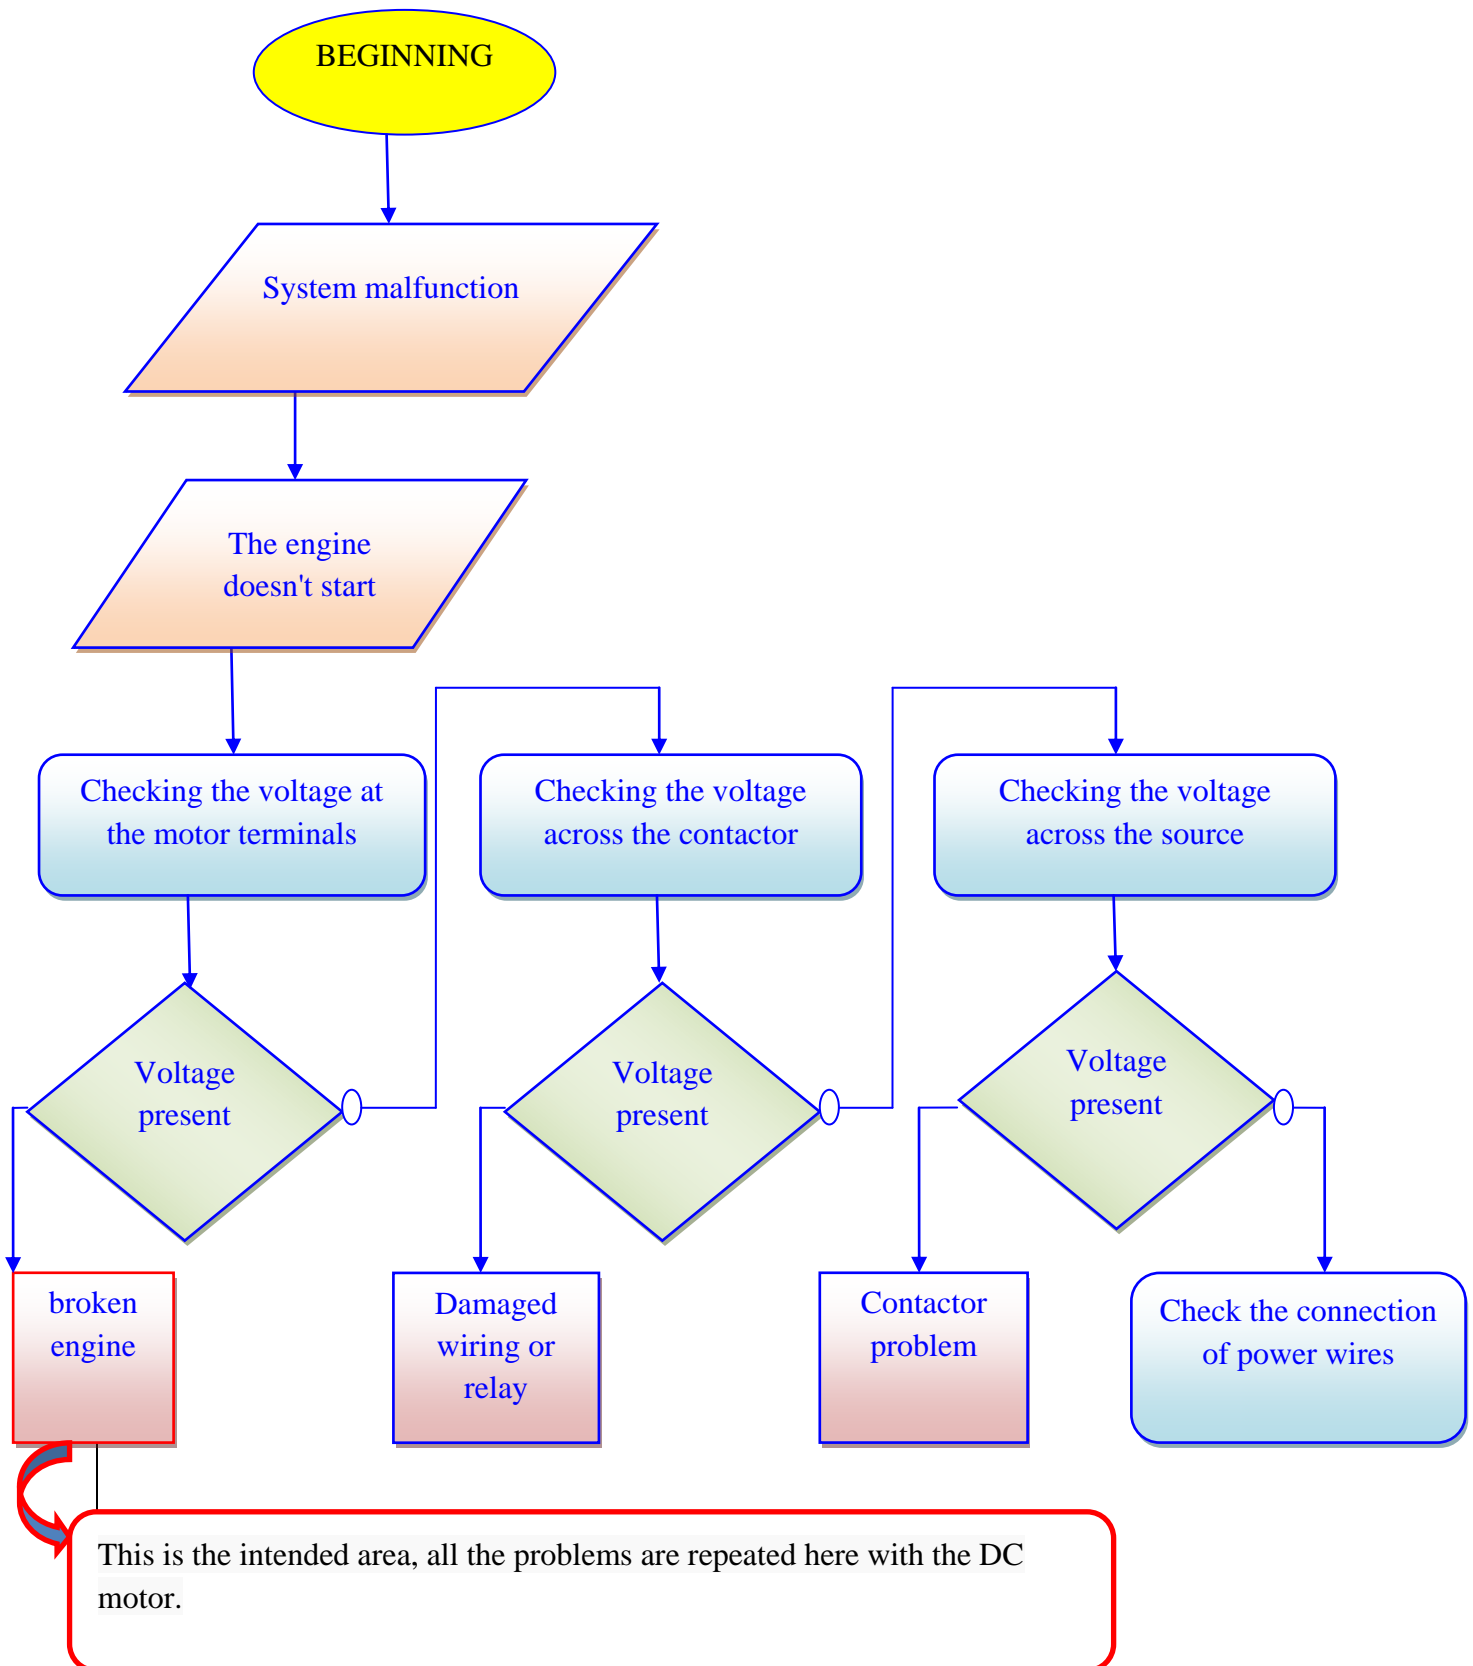 BEGINNING
System malfunction
The engine
doesn't start
Checking the voltage at
the motor terminals
Checking the voltage
across the contactor
Checking the voltage
across the source
Voltage
present
Voltage
present
Voltage
present
broken
engine
Damaged
wiring or
relay
Contactor
problem
Check the connection
of power wires
This is the intended area, all the problems are repeated here with the DC
motor.